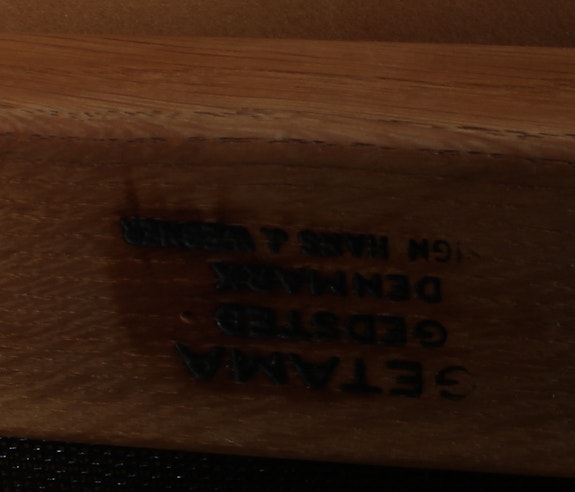 GETAMA
GEDSTED
DENMARK
IGN HANS J. WEGNER